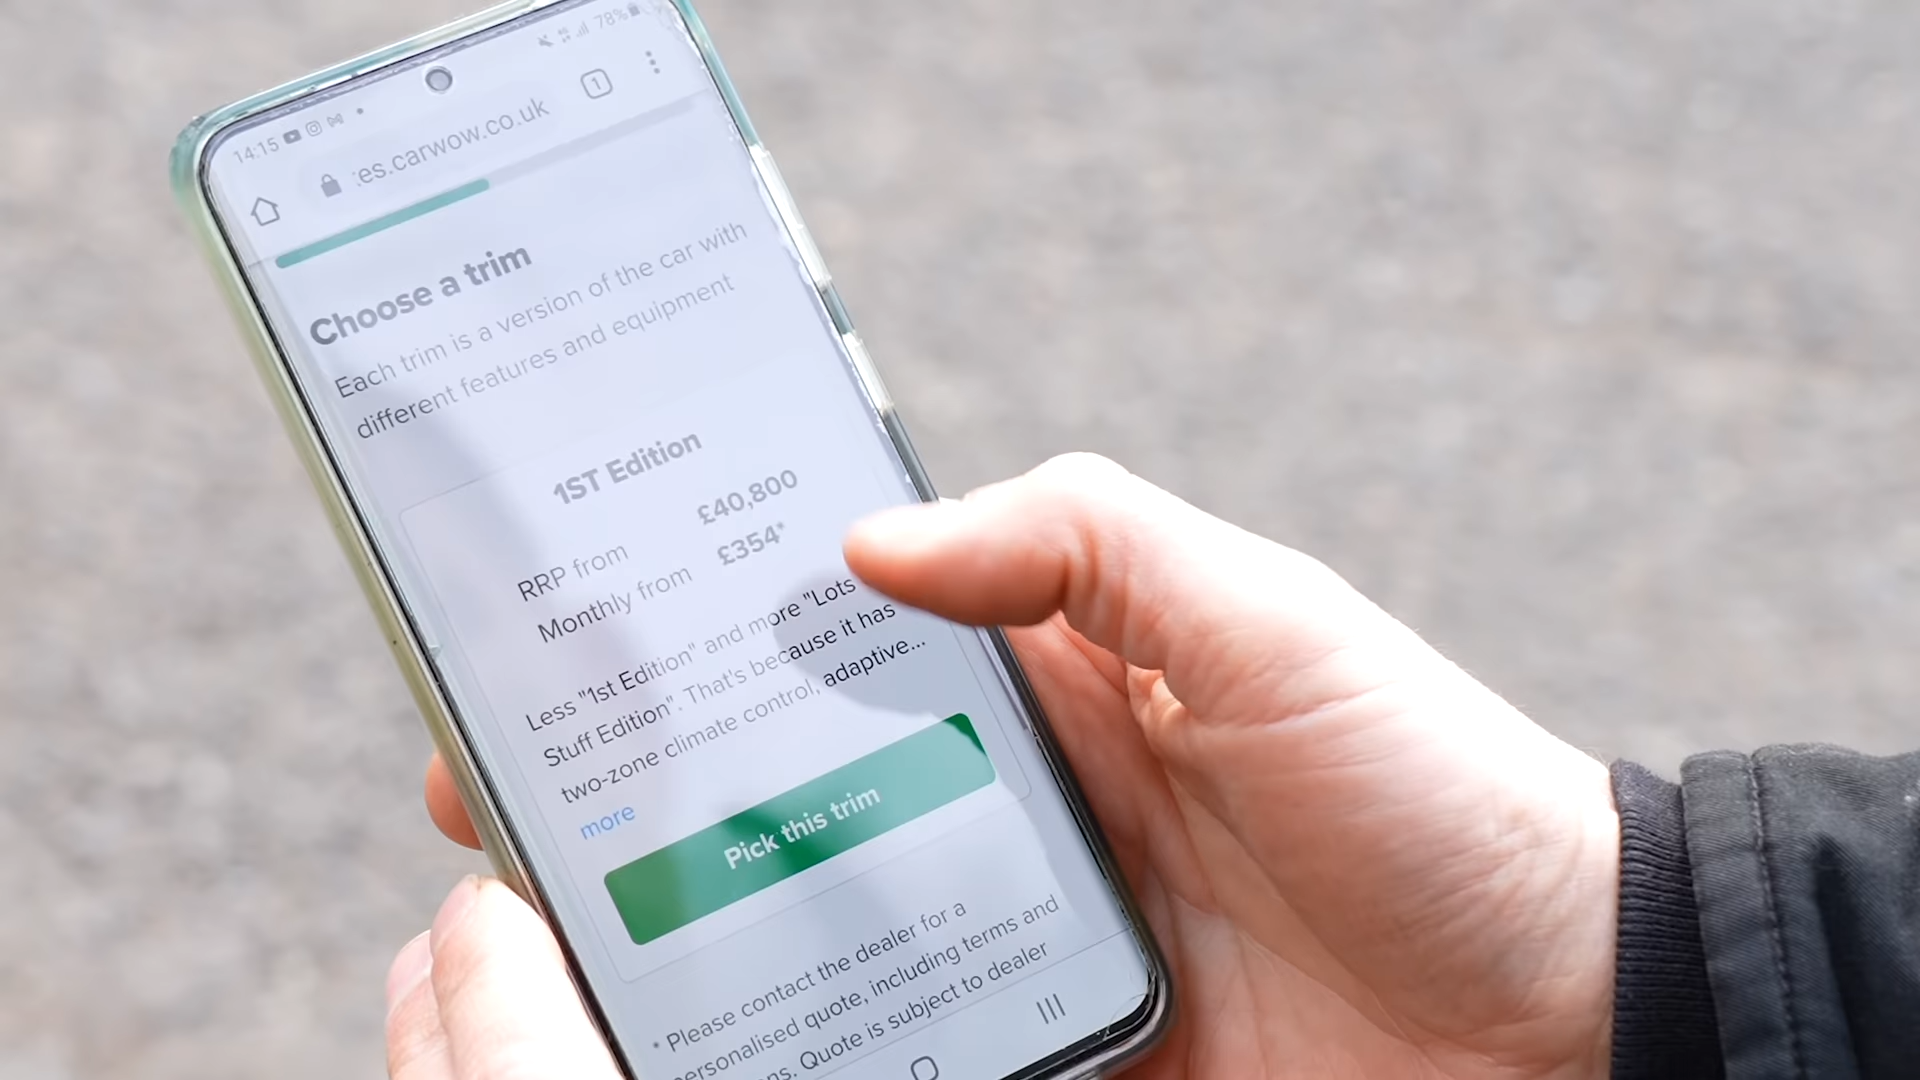 14:15
78%
1
:es.carwow.co.uk
Choose a trim
Each trim is a version of the car with
different features and equipment
1ST Edition
RRP from £40,800
Monthly from £354*
Less "1st Edition" and more "Lots
Stuff Edition". That's because it has
two-zone climate control, adaptive...
more
Pick this trim
• Please contact the dealer for a
personalised quote, including terms and
ns. Quote is subject to dealer